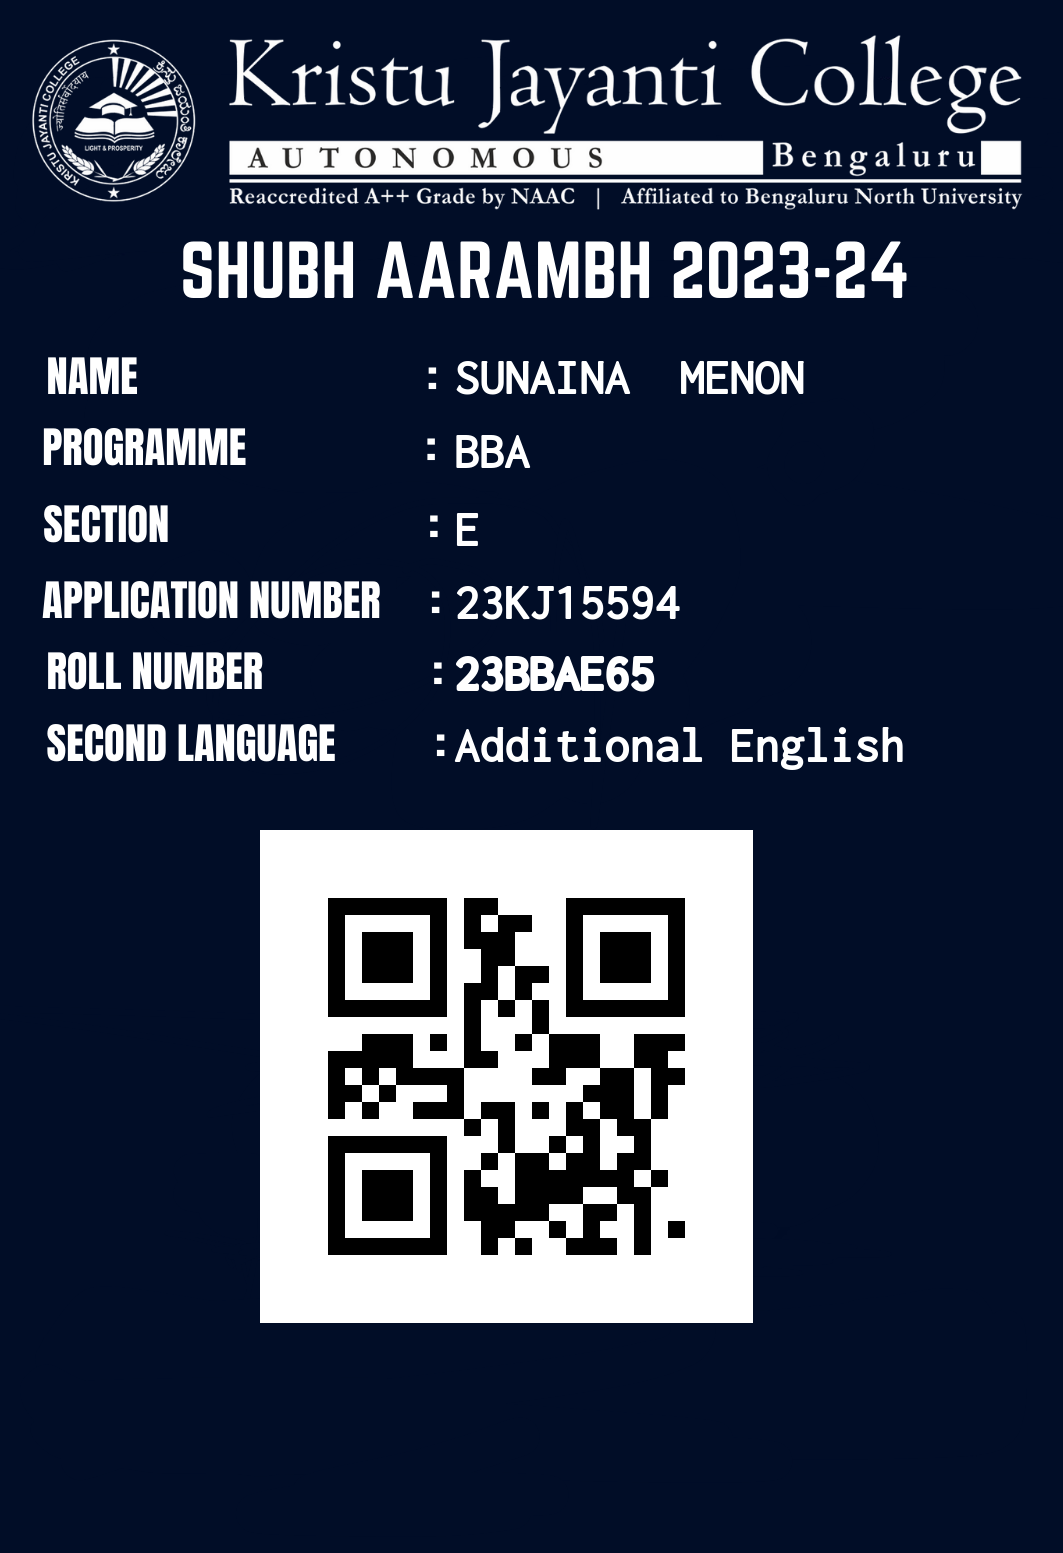 Kristu Jayanti College
AUTONOMOUS Bengaluru
Reaccredited A++ Grade by NAAC | Affiliated to Bengaluru North University
KRISTU JAYANTI COLLEGE
LIGHT & PROSPERITY
SHUBH AARAMBH 2023-24
NAME : SUNAINA MENON
PROGRAMME : BBA
SECTION : E
APPLICATION NUMBER : 23KJ15594
ROLL NUMBER : 23BBAE65
SECOND LANGUAGE : Additional English